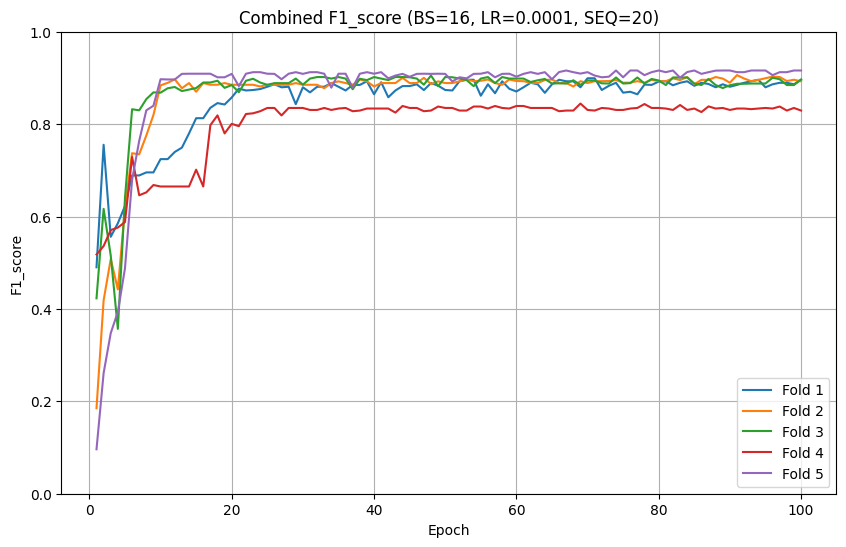 Combined F1_score (BS=16, LR=0.0001, SEQ=20)
F1_score
1.0
0.8
0.6
0.4
0.2
0.0
0
20
40
60
80
100
Epoch
Fold 1
Fold 2
Fold 3
Fold 4
Fold 5